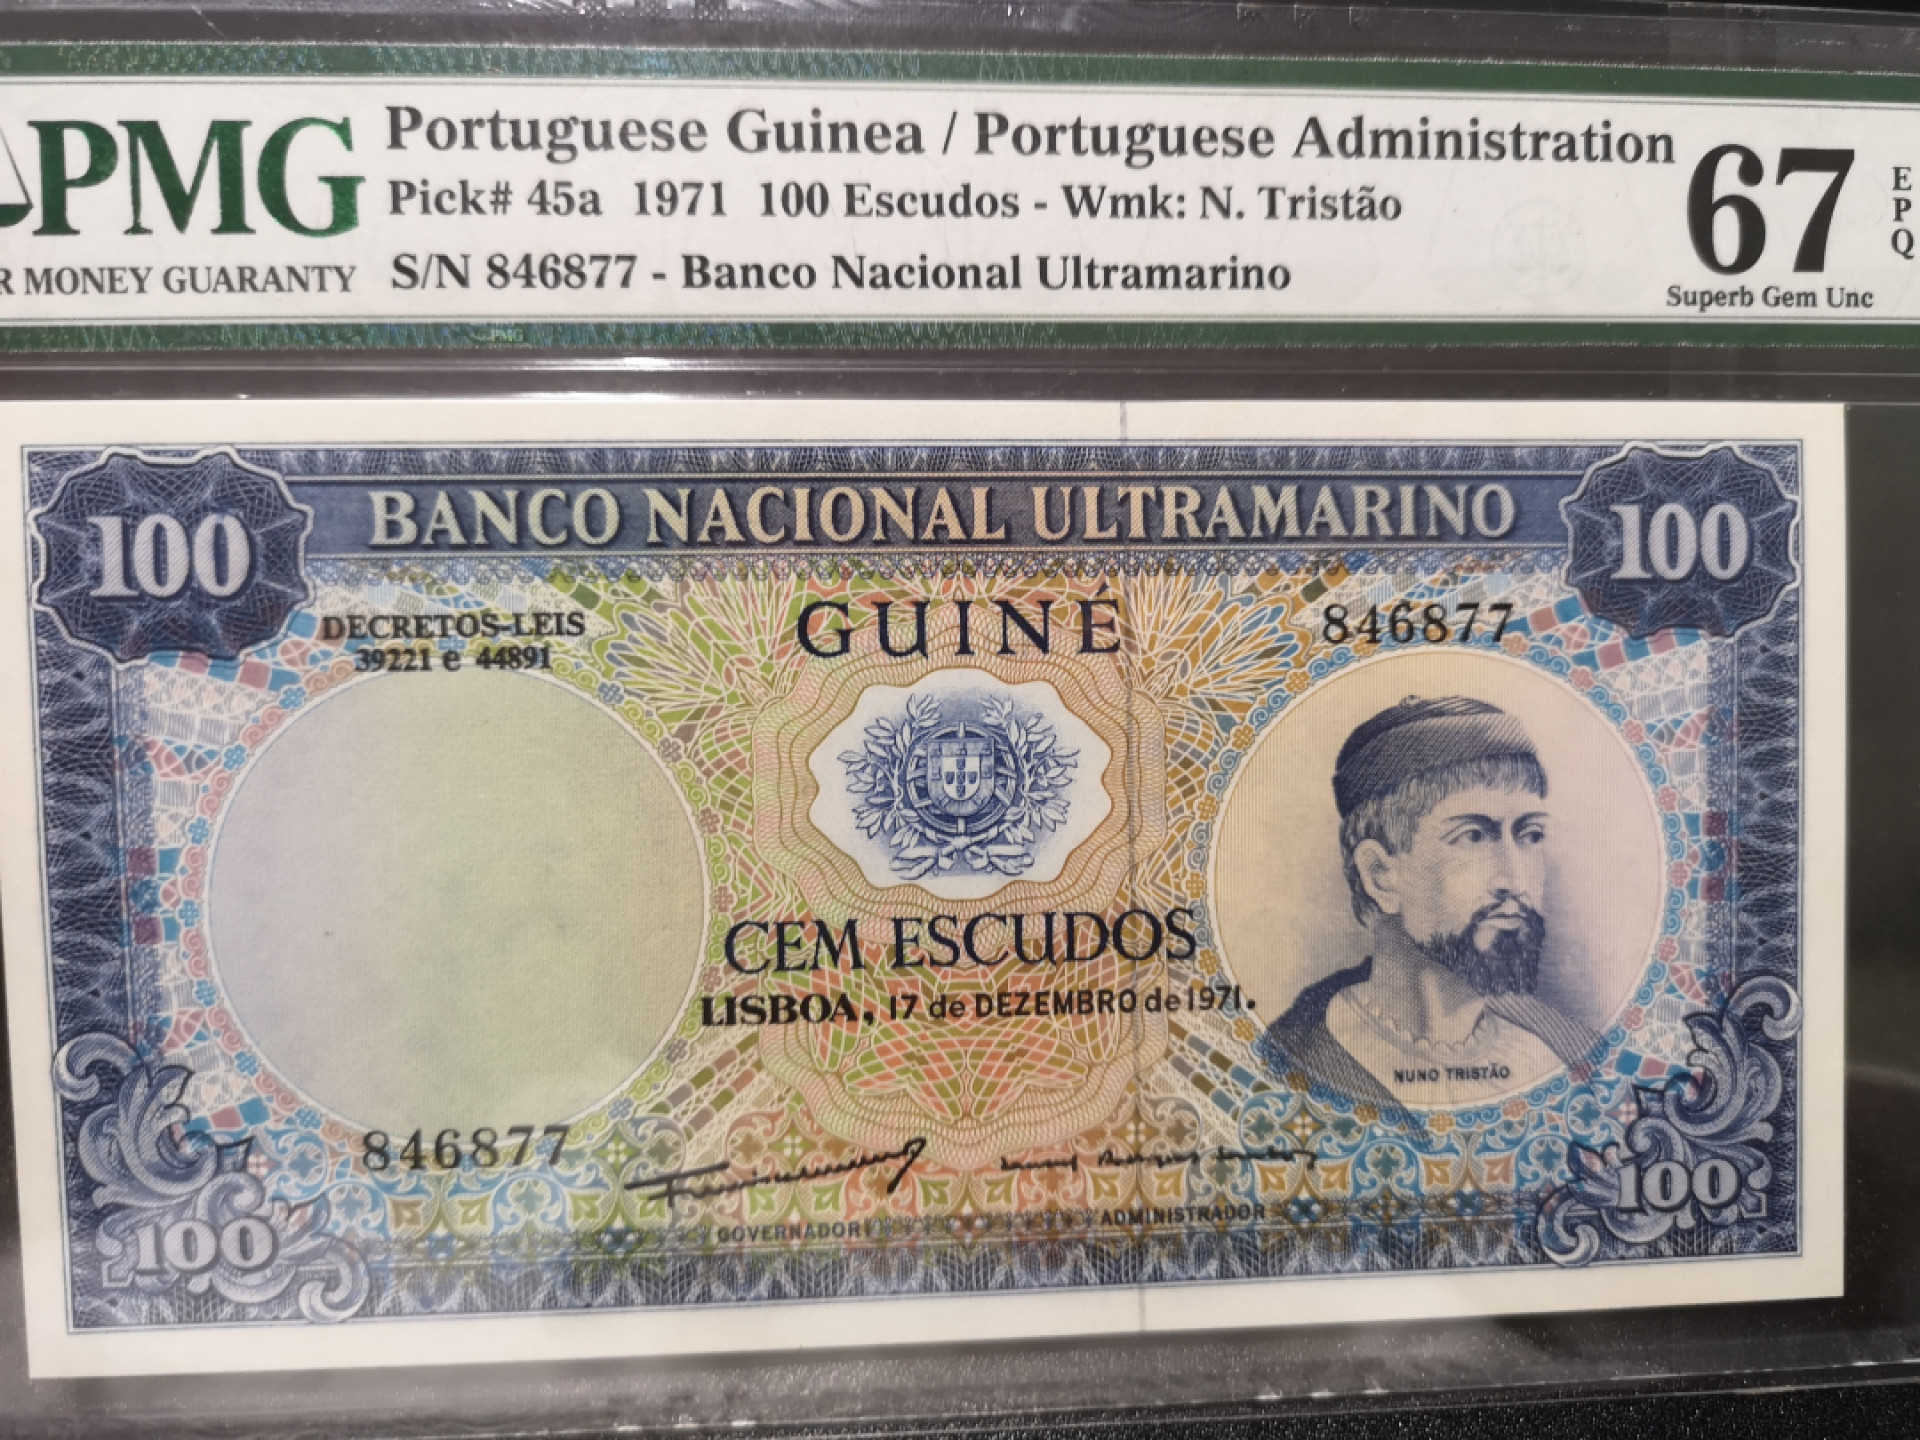 PMG
R MONEY GUARANTY
Portuguese Guinea / Portuguese Administration
Pick# 45a 1971 100 Escudos - Wmk: N. Tristão
S/N 846877 - Banco Nacional Ultramarino
67
EPQ
Superb Gem Unc
PMG
100
BANCO NACIONAL ULTRAMARINO
100
DECRETOS-LEIS
39221 e 44891
GUINÉ
846877
CEM ESCUDOS
LISBOA, 17 de DEZEMBRO de 1971.
NUNO TRISTÃO
846877
GOVERNADOR
ADMINISTRADOR
100
100